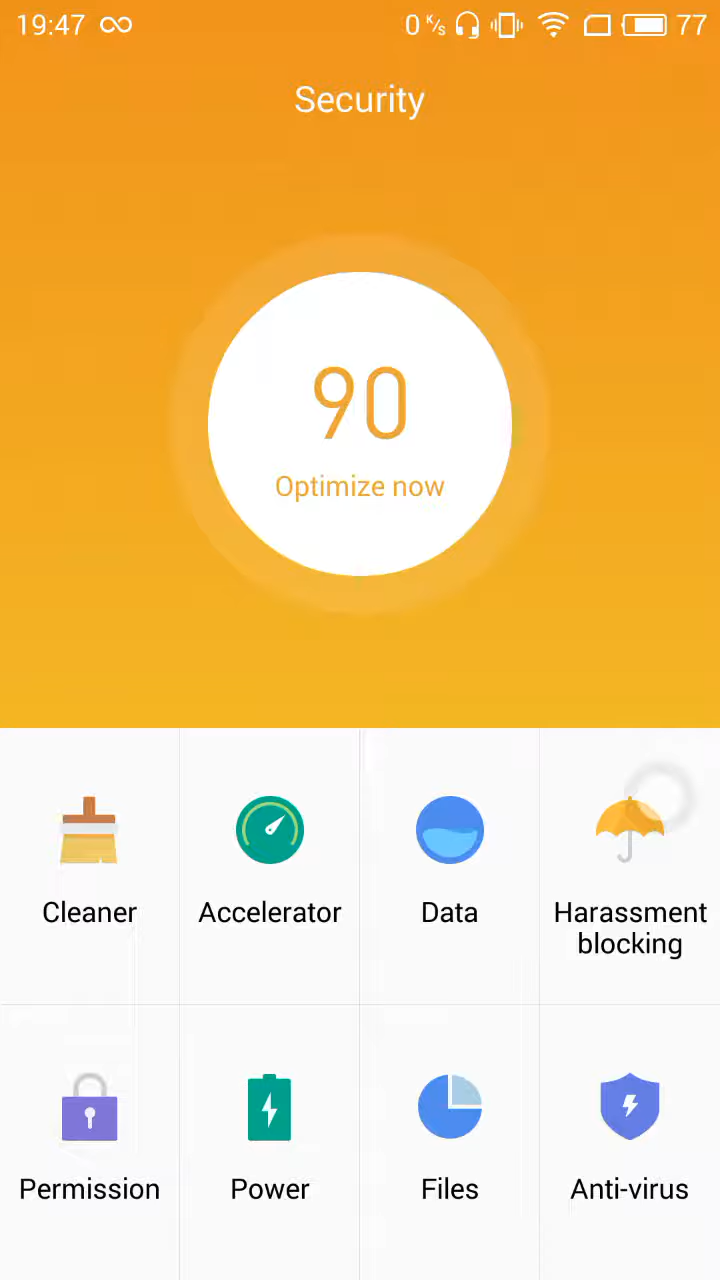 19:47 0 K/s 77
Security
90
Optimize now
Cleaner Accelerator Data Harassment
blocking
Permission Power Files Anti-virus